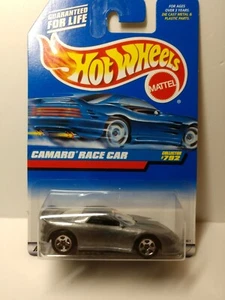 GUARANTEED
FOR LIFE
FOR AGES
OVER 3 YEARS
DIE CAST METAL &
PLASTIC PARTS
Hot Wheels
MATTEL
CAMARO® RACE CAR
COLLECTOR
#792